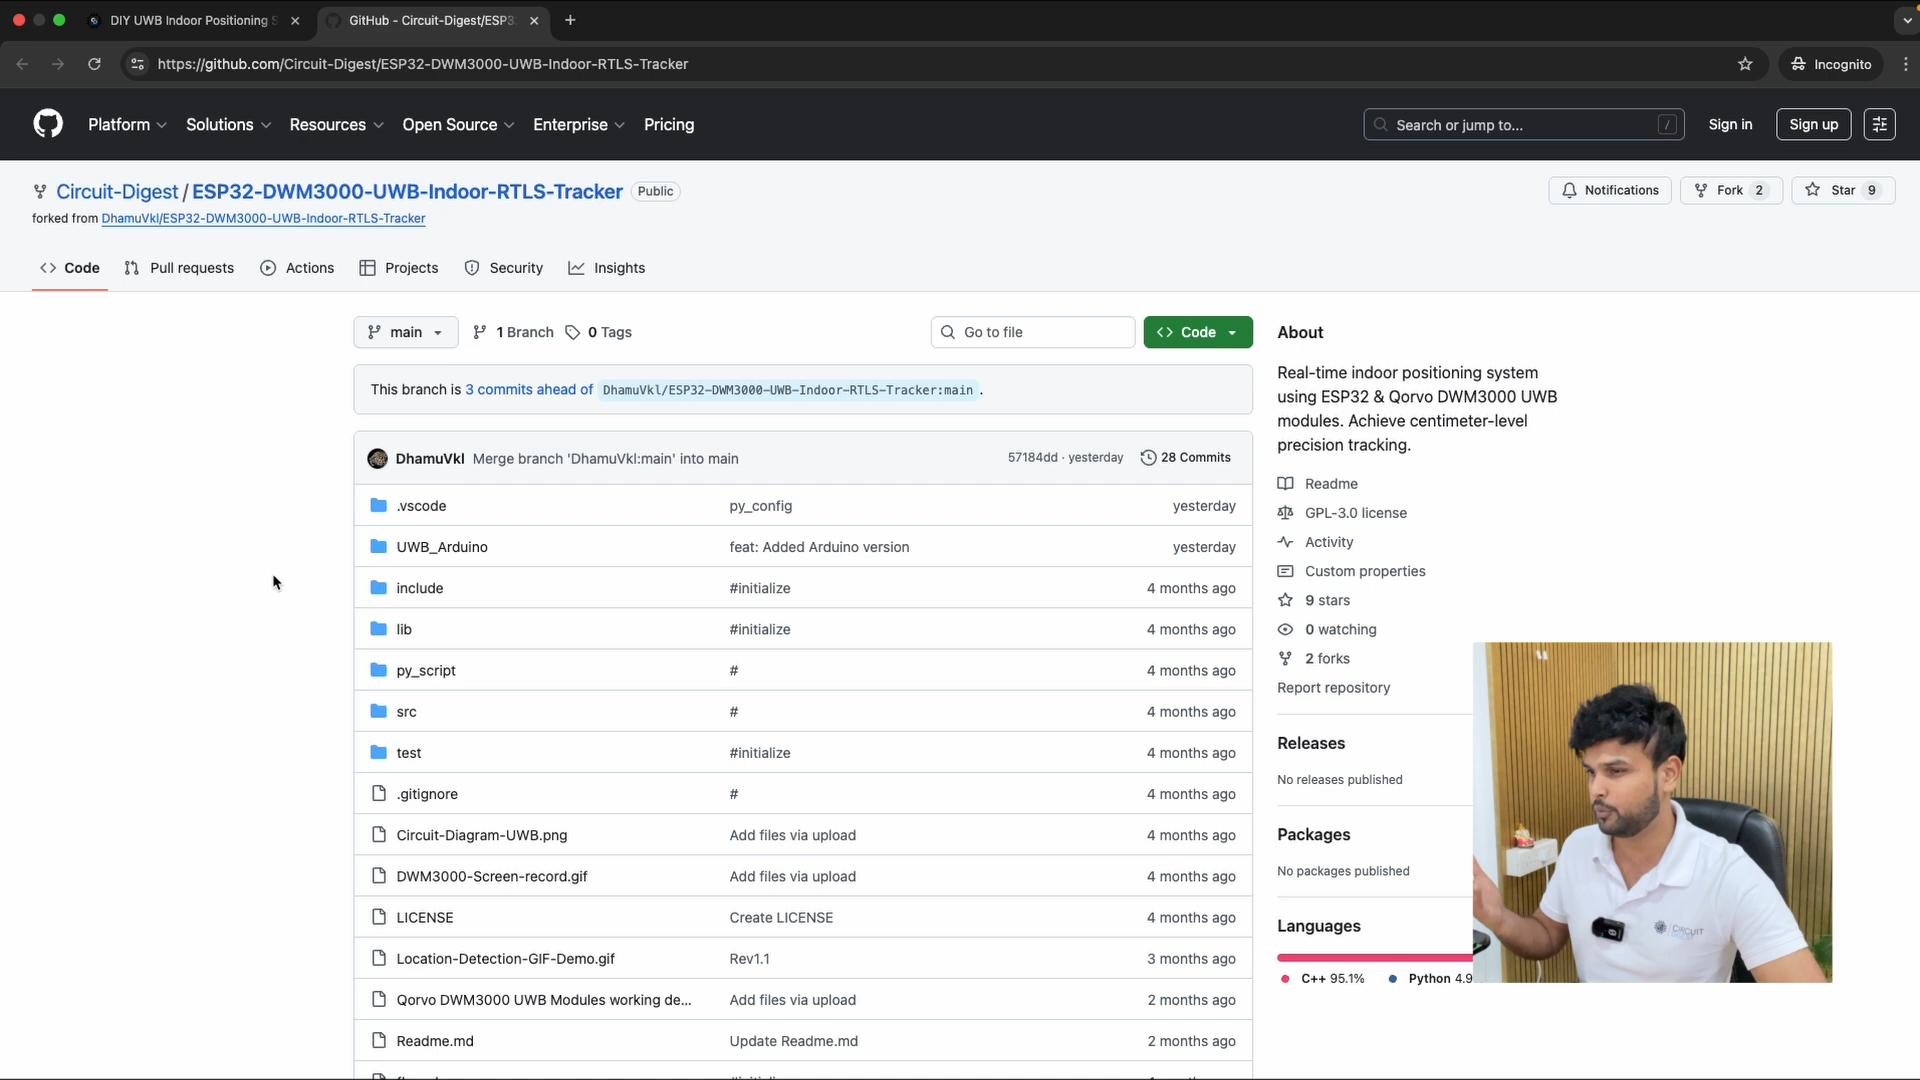 DIY UWB Indoor Positioning S
GitHub - Circuit-Digest/ESP3
https://github.com/Circuit-Digest/ESP32-DWM3000-UWB-Indoor-RTLS-Tracker
Incognito
Platform
Solutions
Resources
Open Source
Enterprise
Pricing
Search or jump to...
/
Sign in
Sign up
Circuit-Digest / ESP32-DWM3000-UWB-Indoor-RTLS-Tracker
Public
forked from DhamuVkl/ESP32-DWM3000-UWB-Indoor-RTLS-Tracker
Notifications
Fork 2
Star 9
Code
Pull requests
Actions
Projects
Security
Insights
main
1 Branch
0 Tags
Go to file
Code
This branch is 3 commits ahead of DhamuVkl/ESP32-DWM3000-UWB-Indoor-RTLS-Tracker:main .
DhamuVkl Merge branch 'DhamuVkl:main' into main
57184dd · yesterday
28 Commits
.vscode py_config yesterday
UWB_Arduino feat: Added Arduino version yesterday
include #initialize 4 months ago
lib #initialize 4 months ago
py_script # 4 months ago
src # 4 months ago
test #initialize 4 months ago
.gitignore # 4 months ago
Circuit-Diagram-UWB.png Add files via upload 4 months ago
DWM3000-Screen-record.gif Add files via upload 4 months ago
LICENSE Create LICENSE 4 months ago
Location-Detection-GIF-Demo.gif Rev1.1 3 months ago
Qorvo DWM3000 UWB Modules working de... Add files via upload 2 months ago
Readme.md Update Readme.md 2 months ago
About
Real-time indoor positioning system
using ESP32 & Qorvo DWM3000 UWB
modules. Achieve centimeter-level
precision tracking.
Readme
GPL-3.0 license
Activity
Custom properties
9 stars
0 watching
2 forks
Report repository
Releases
No releases published
Packages
No packages published
Languages
C++ 95.1%
Python 4.9
CIRCUIT